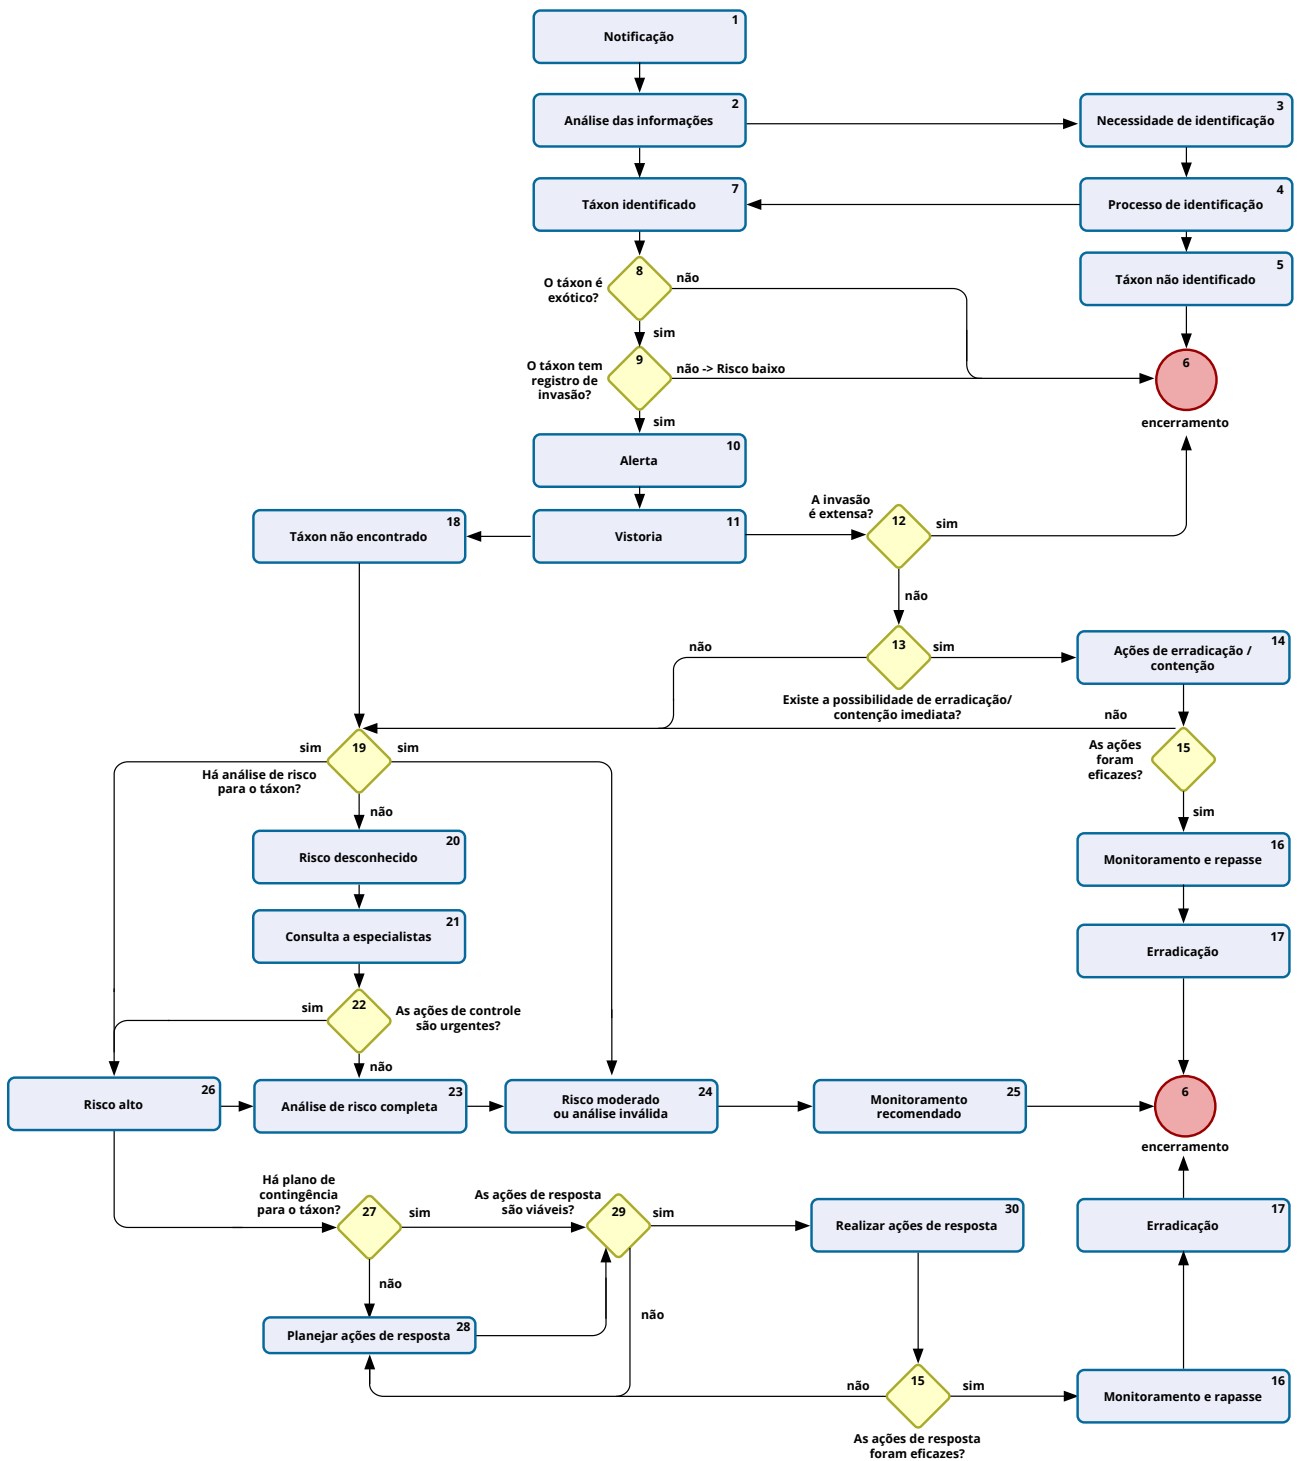 1
Notificação
2
Análise das informações
3
Necessidade de identificação
7
Táxon identificado
4
Processo de identificação
5
Táxon não identificado
8
O táxon é
exótico?
não
sim
9
O táxon tem
registro de
invasão?
não -> Risco baixo
sim
6
encerramento
10
Alerta
11
Vistoria
18
Táxon não encontrado
A invasão
é extensa?
12
sim
não
13
não
sim
Existe a possibilidade de erradicação/
contenção imediata?
14
Ações de erradicação /
contenção
não
15
As ações
foram
eficazes?
sim
19
sim
sim
Há análise de risco
para o táxon?
não
20
Risco desconhecido
16
Monitoramento e repasse
21
Consulta a especialistas
17
Erradicação
22
sim
As ações de controle
são urgentes?
não
26
Risco alto
23
Análise de risco completa
24
Risco moderado
ou análise inválida
25
Monitoramento
recomendado
6
encerramento
Há plano de
contingência
para o táxon?
27
sim
não
As ações de resposta
são viáveis?
29
sim
não
30
Realizar ações de resposta
17
Erradicação
28
Planejar ações de resposta
15
não
sim
As ações de resposta
foram eficazes?
16
Monitoramento e rapasse